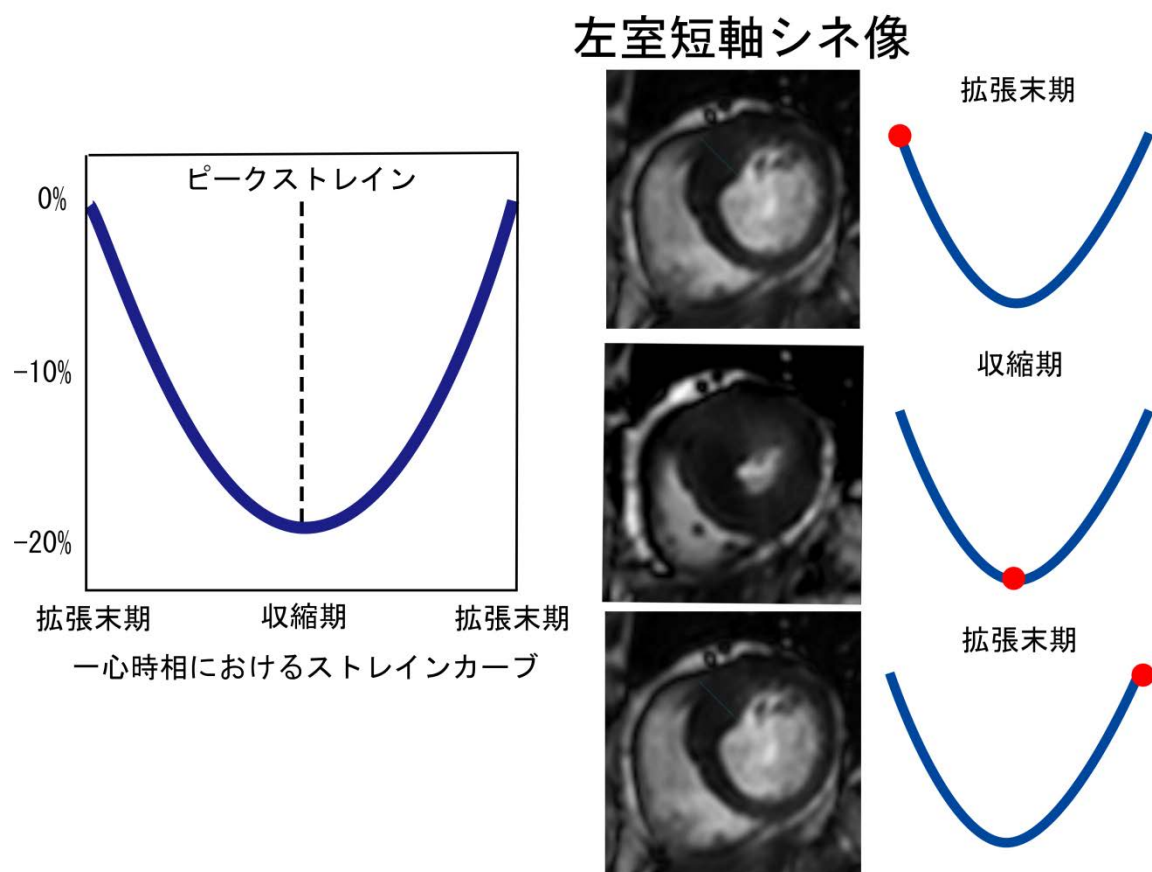 左室短軸シネ像
ピークストレイン
0%
-10%
-20%
拡張末期 収縮期 拡張末期
一心時相におけるストレインカーブ
拡張末期
収縮期
拡張末期